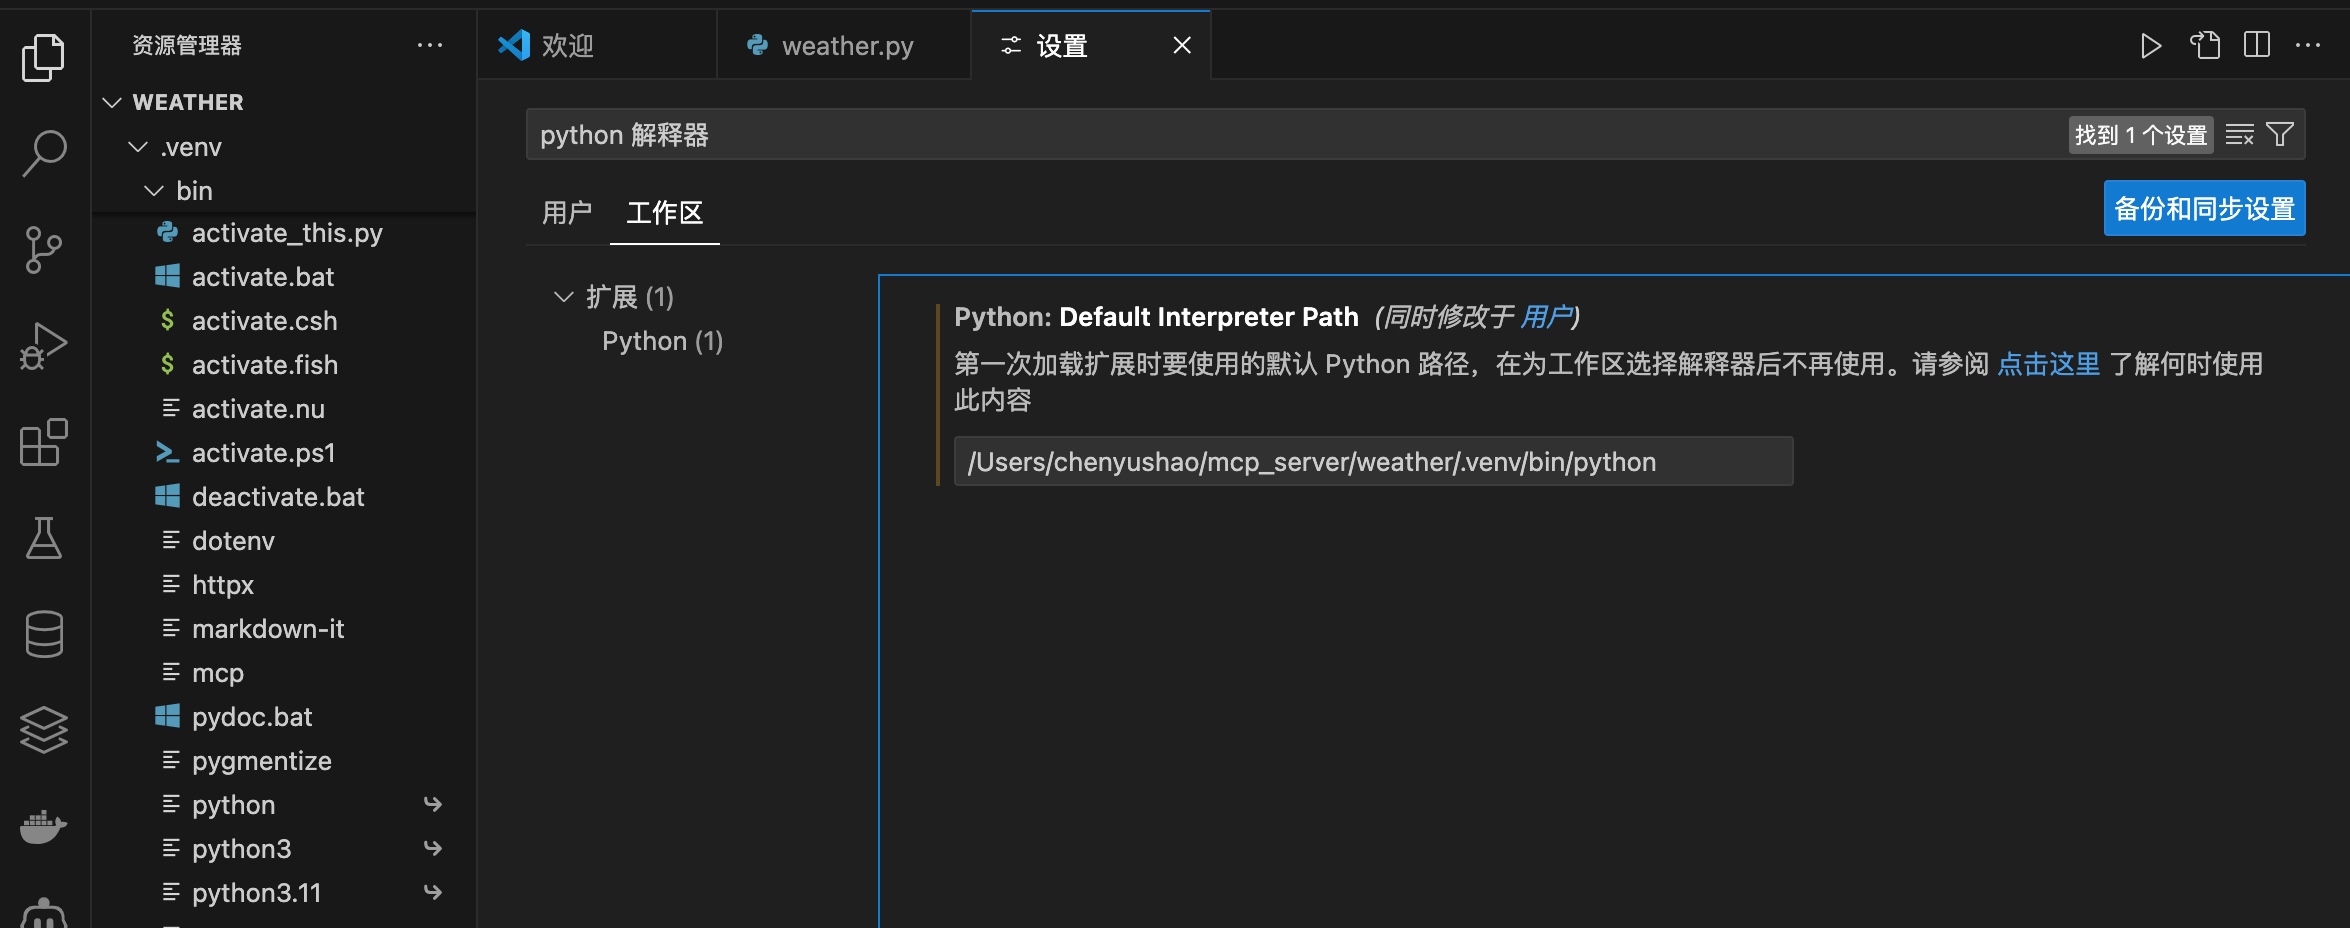 资源管理器
WEATHER
.venv
bin
activate_this.py
activate.bat
activate.csh
activate.fish
activate.nu
activate.ps1
deactivate.bat
dotenv
httpx
markdown-it
mcp
pydoc.bat
pygmentize
python
python3
python3.11
欢迎
weather.py
设置
python 解释器
找到 1 个设置
用户
工作区
备份和同步设置
扩展 (1)
Python (1)
Python: Default Interpreter Path (同时修改于 用户)
第一次加载扩展时要使用的默认 Python 路径，在为工作区选择解释器后不再使用。请参阅 点击这里 了解何时使用
此内容
/Users/chenyushao/mcp_server/weather/.venv/bin/python